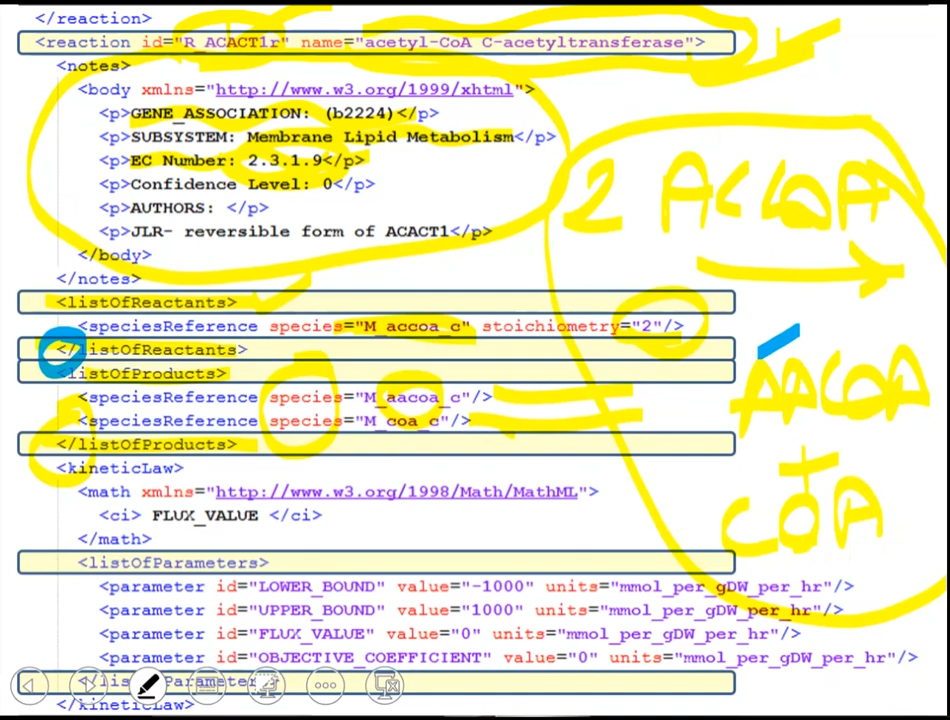 </reaction>
<reaction id="R_ACACT1r" name="acetyl-CoA C-acetyltransferase">
<notes>
<body xmlns="http://www.w3.org/1999/xhtml">
<p>GENE_ASSOCIATION: (b2224)</p>
<p>SUBSYSTEM: Membrane Lipid Metabolism</p>
<p>EC Number: 2.3.1.9</p>
<p>Confidence Level: 0</p>
<p>AUTHORS: </p>
<p>JLR- reversible form of ACACT1</p>
</body>
</notes>
<listOfReactants>
<speciesReference species="M_accoa_c" stoichiometry="2"/>
</listOfReactants>
<listOfProducts>
<speciesReference species="M_aacoa_c"/>
<speciesReference species="M_coa_c"/>
</listOfProducts>
<kineticLaw>
<math xmlns="http://www.w3.org/1998/Math/MathML">
<ci> FLUX_VALUE </ci>
</math>
<listOfParameters>
<parameter id="LOWER_BOUND" value="-1000" units="mmol_per_gDW_per_hr"/>
<parameter id="UPPER_BOUND" value="1000" units="mmol_per_gDW_per_hr"/>
<parameter id="FLUX_VALUE" value="0" units="mmol_per_gDW_per_hr"/>
<parameter id="OBJECTIVE_COEFFICIENT" value="0" units="mmol_per_gDW_per_hr"/>
</listOfParameters>
</kineticLaw>
2 ACCOA
→
AACOA
+
COA